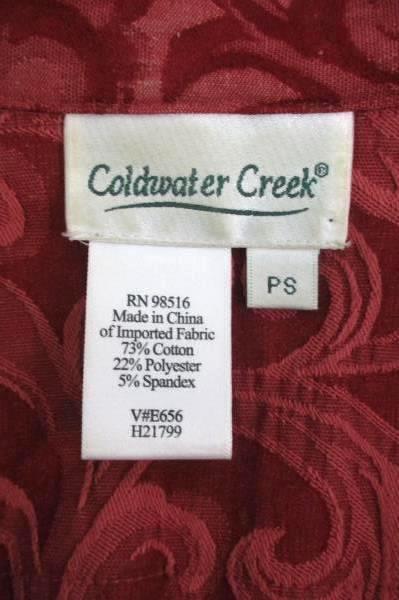 Coldwater Creek®
PS
RN 98516
Made in China
of Imported Fabric
73% Cotton
22% Polyester
5% Spandex
V#E656
H21799